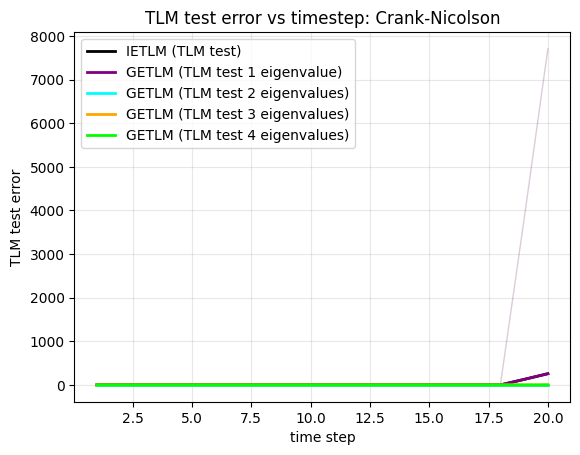 TLM test error vs timestep: Crank-Nicolson
8000
7000
6000
5000
4000
3000
2000
1000
0
TLM test error
IETLM (TLM test)
GETLM (TLM test 1 eigenvalue)
GETLM (TLM test 2 eigenvalues)
GETLM (TLM test 3 eigenvalues)
GETLM (TLM test 4 eigenvalues)
2.5 5.0 7.5 10.0 12.5 15.0 17.5 20.0
time step